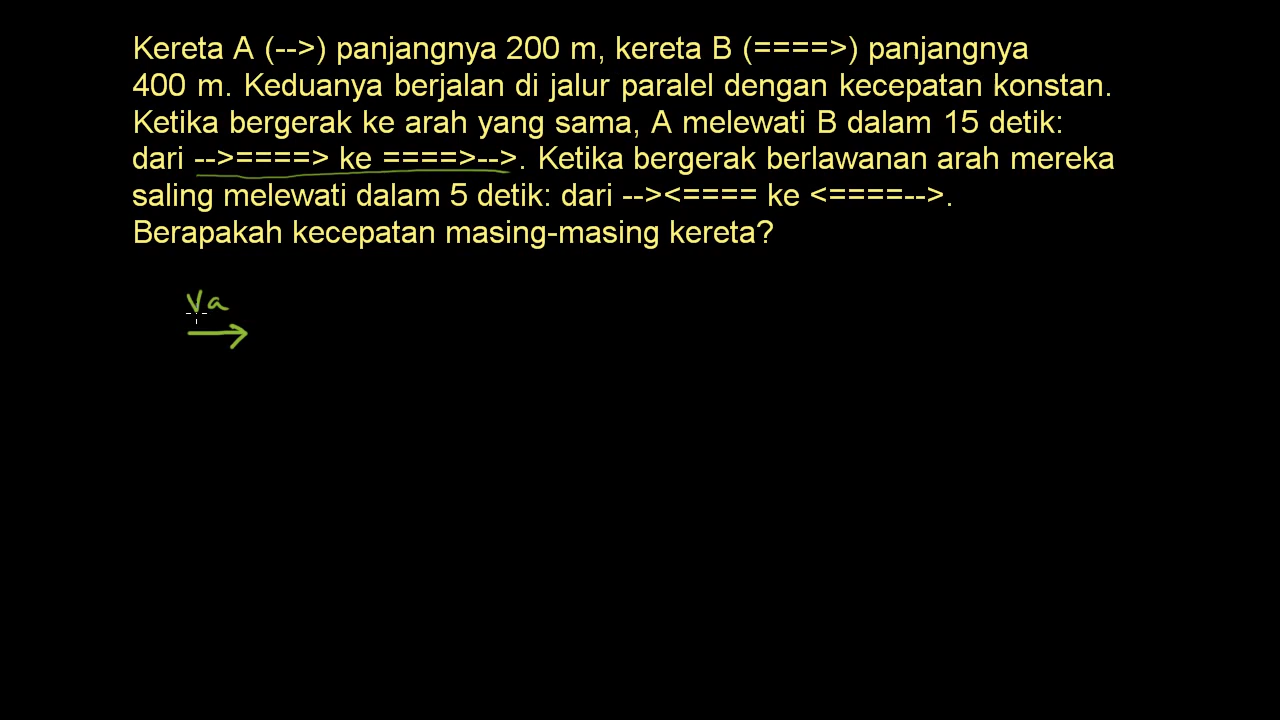 Kereta A (-->) panjangnya 200 m, kereta B (====>) panjangnya
400 m. Keduanya berjalan di jalur paralel dengan kecepatan konstan.
Ketika bergerak ke arah yang sama, A melewati B dalam 15 detik:
dari -->====> ke ====>-->. Ketika bergerak berlawanan arah mereka
saling melewati dalam 5 detik: dari --><==== ke <====-->.
Berapakah kecepatan masing-masing kereta?
Va